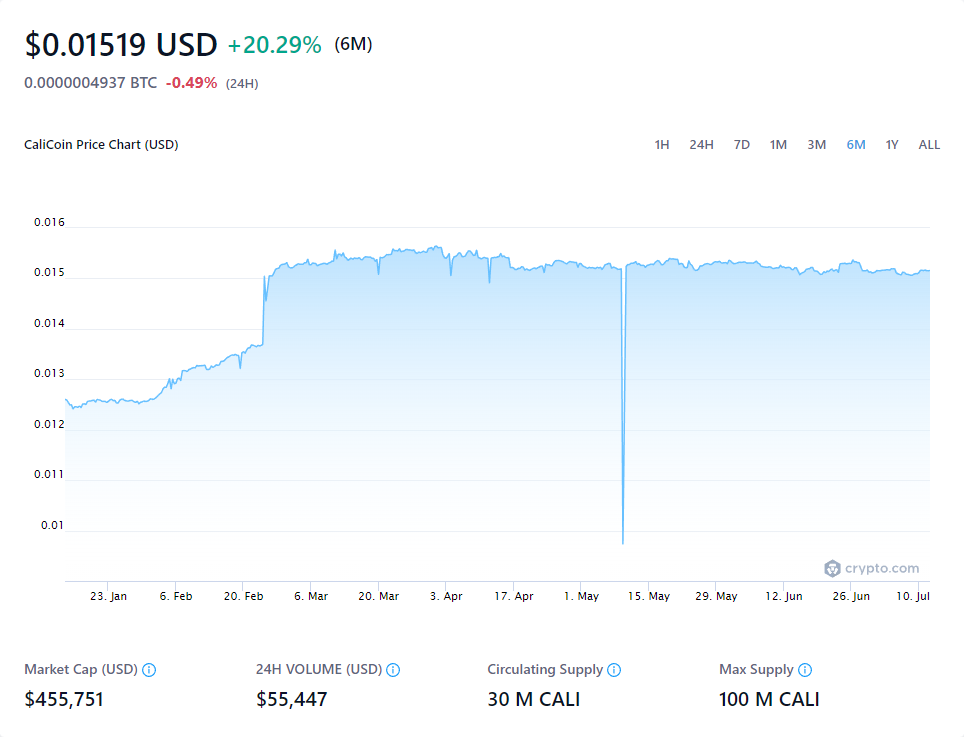 $0.01519 USD +20.29% (6M)
0.0000004937 BTC -0.49% (24H)
CaliCoin Price Chart (USD) 1H 24H 7D 1M 3M 6M 1Y ALL
0.016
0.015
0.014
0.013
0.012
0.011
0.01
crypto.com
23. Jan 6. Feb 20. Feb 6. Mar 20. Mar 3. Apr 17. Apr 1. May 15. May 29. May 12. Jun 26. Jun 10. Jul
Market Cap (USD) 24H VOLUME (USD) Circulating Supply Max Supply
$455,751 $55,447 30 M CALI 100 M CALI